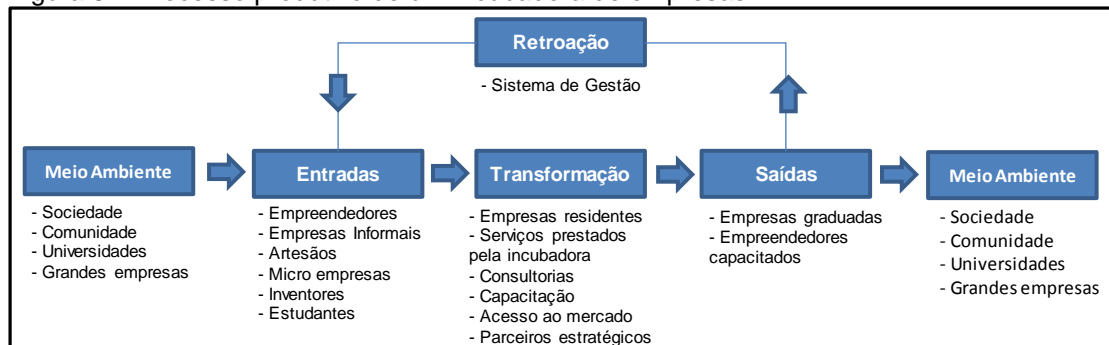 Retroação
- Sistema de Gestão
Meio Ambiente
- Sociedade
- Comunidade
- Universidades
- Grandes empresas
Entradas
- Empreendedores
- Empresas Informais
- Artesãos
- Micro empresas
- Inventores
- Estudantes
Transformação
- Empresas residentes
- Serviços prestados
pela incubadora
- Consultorias
- Capacitação
- Acesso ao mercado
- Parceiros estratégicos
Saídas
- Empresas graduadas
- Empreendedores
capacitados
Meio Ambiente
- Sociedade
- Comunidade
- Universidades
- Grandes empresas